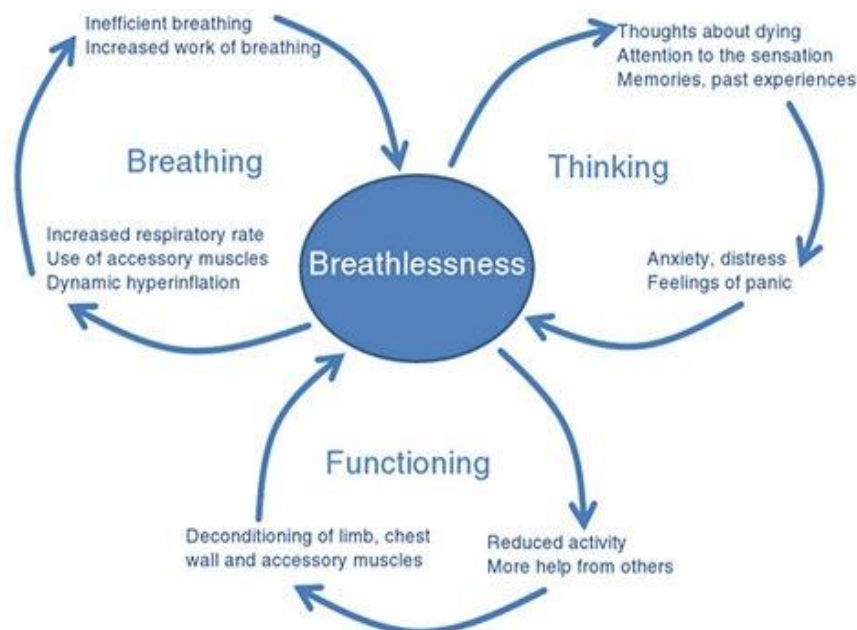 Inefficient breathing
Increased work of breathing
Breathing
Increased respiratory rate
Use of accessory muscles
Dynamic hyperinflation
Thoughts about dying
Attention to the sensation
Memories, past experiences
Thinking
Anxiety, distress
Feelings of panic
Breathlessness
Functioning
Deconditioning of limb, chest
wall and accessory muscles
Reduced activity
More help from others